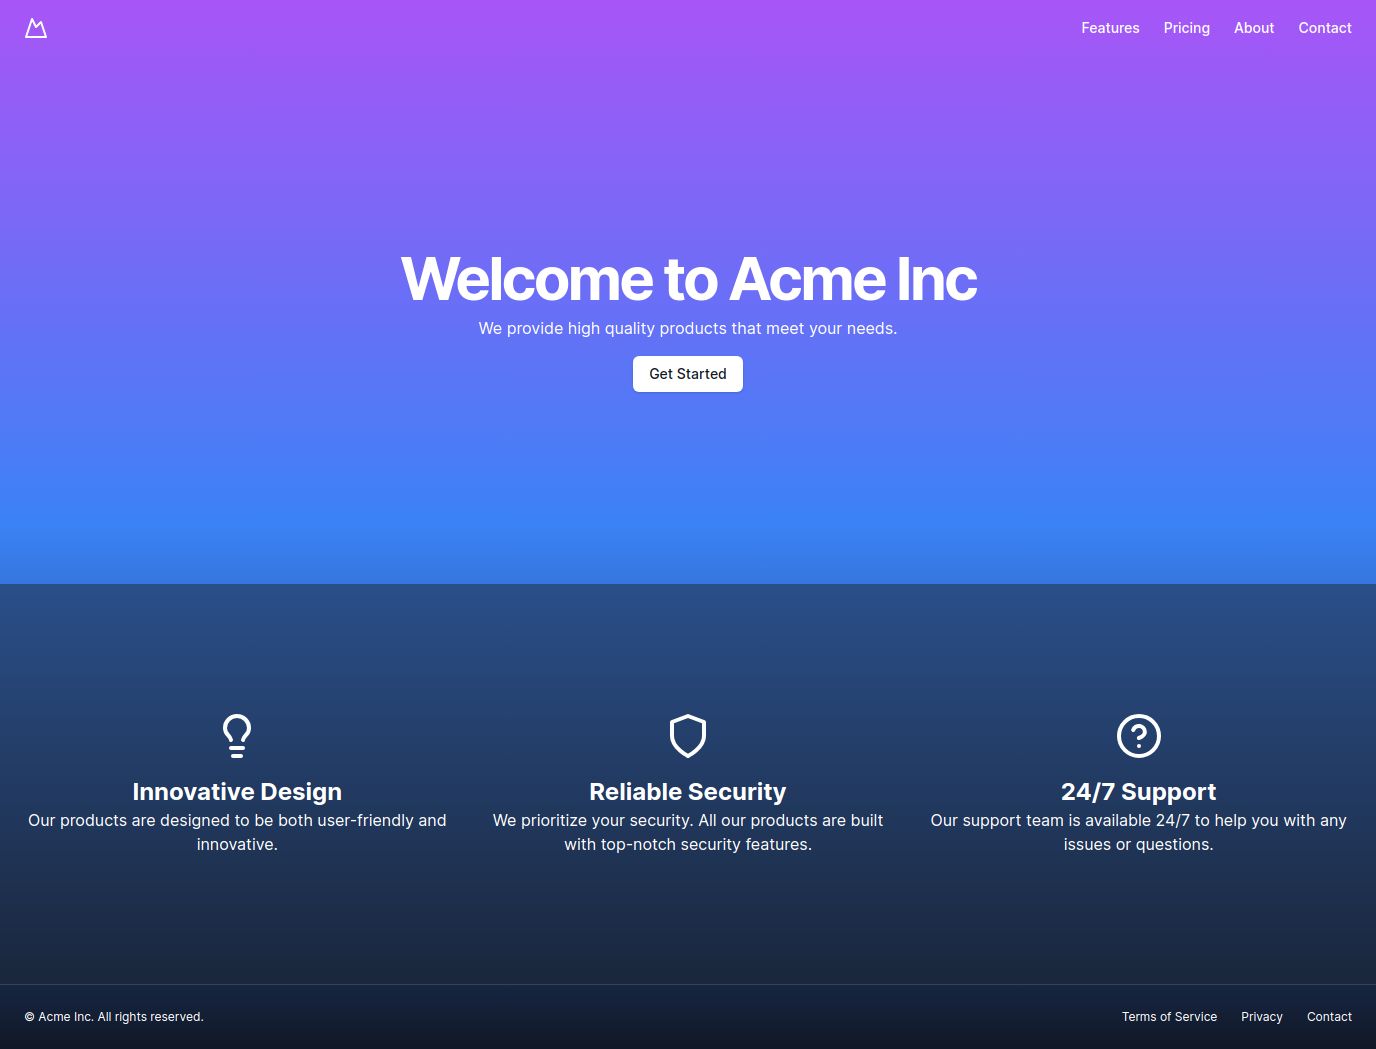 Features Pricing About Contact
Welcome to Acme Inc
We provide high quality products that meet your needs.
Get Started
Innovative Design
Our products are designed to be both user-friendly and
innovative.
Reliable Security
We prioritize your security. All our products are built
with top-notch security features.
24/7 Support
Our support team is available 24/7 to help you with any
issues or questions.
© Acme Inc. All rights reserved.
Terms of Service Privacy Contact